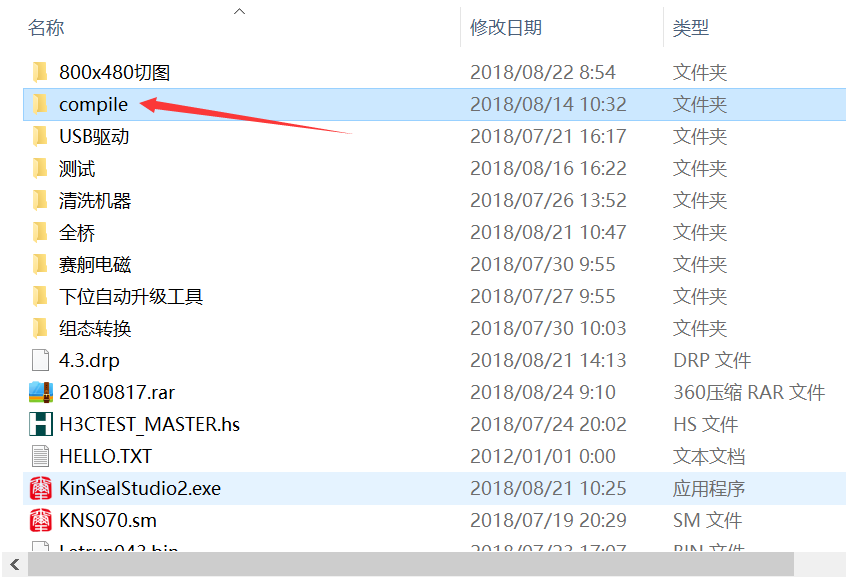 名称 修改日期 类型
800x480切图 2018/08/22 8:54 文件夹
compile 2018/08/14 10:32 文件夹
USB驱动 2018/07/21 16:17 文件夹
测试 2018/08/16 16:22 文件夹
清洗机器 2018/07/26 13:52 文件夹
全桥 2018/08/21 10:47 文件夹
赛舸电磁 2018/07/30 9:55 文件夹
下位自动升级工具 2018/07/27 9:55 文件夹
组态转换 2018/07/30 10:03 文件夹
4.3.drp 2018/08/21 14:13 DRP 文件
20180817.rar 2018/08/24 9:10 360压缩 RAR 文件
H3CTEST_MASTER.hs 2018/07/24 20:02 HS 文件
HELLO.TXT 2012/01/01 0:00 文本文档
KinSealStudio2.exe 2018/08/21 10:25 应用程序
KNS070.sm 2018/07/19 20:29 SM 文件
2018/07/23 17:07 BIN 文件